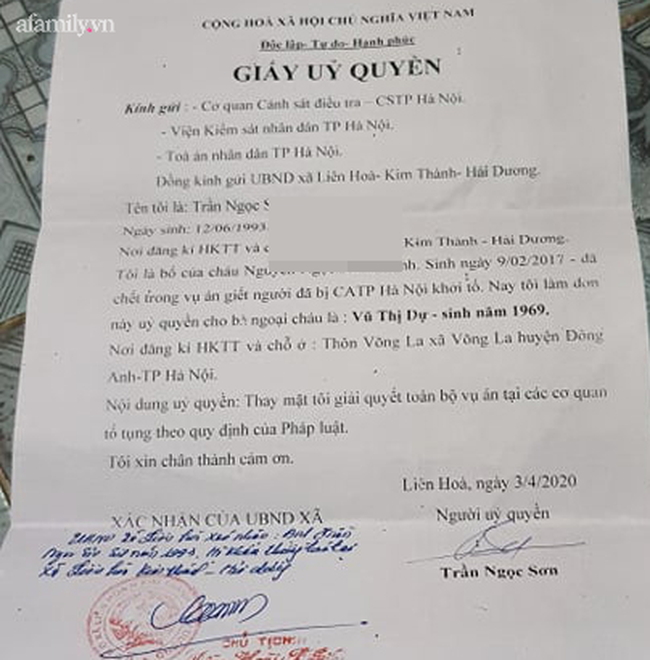 afamily.vn
CỘNG HOÀ XÃ HỘI CHỦ NGHĨA VIỆT NAM
Độc lập- Tự do- Hạnh phúc
GIẤY UỶ QUYỀN
Kính gửi : - Cơ quan Cảnh sát điều tra – CSTP Hà Nội.
- Viện Kiểm sát nhân dân TP Hà Nội.
- Toà án nhân dân TP Hà Nội.
Đồng kính gửi UBND xã Liên Hoà- Kim Thành- Hải Dương.
Tên tôi là: Trần Ngọc S
Ngày sinh: 12/06/1993.
Nơi đăng kí HKTT và c Kim Thành - Hải Dương.
Tôi là bố của cháu Nguyễn nh. Sinh ngày 9/02/2017 - đã
chết trong vụ án giết người đã bị CATP Hà Nội khởi tố. Nay tôi làm đơn
này uỷ quyền cho bà ngoại cháu là : Vũ Thị Dự - sinh năm 1969.
Nơi đăng kí HKTT và chỗ ở : Thôn Võng La xã Võng La huyện Đông
Anh-TP Hà Nội.
Nội dung uỷ quyền: Thay mặt tôi giải quyết toàn bộ vụ án tại các cơ quan
tố tụng theo quy định của Pháp luật.
Tôi xin chân thành cảm ơn.
Liên Hoà, ngày 3/4/2020
XÁC NHẬN CỦA UBND XÃ
Người uỷ quyền
Trần Ngọc Sơn
CHỦ TỊCH